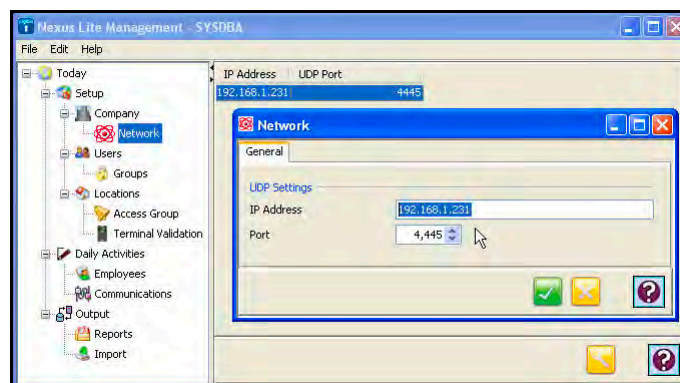 Nexus Lite Management - SYSDBA
File Edit Help
Today
Setup
Company
Network
Users
Groups
Locations
Access Group
Terminal Validation
Daily Activities
Employees
Communications
Output
Reports
Import
IP Address UDP Port
192.168.1.231 4445
Network
General
UDP Settings
IP Address 192.168.1.231
Port 4,445